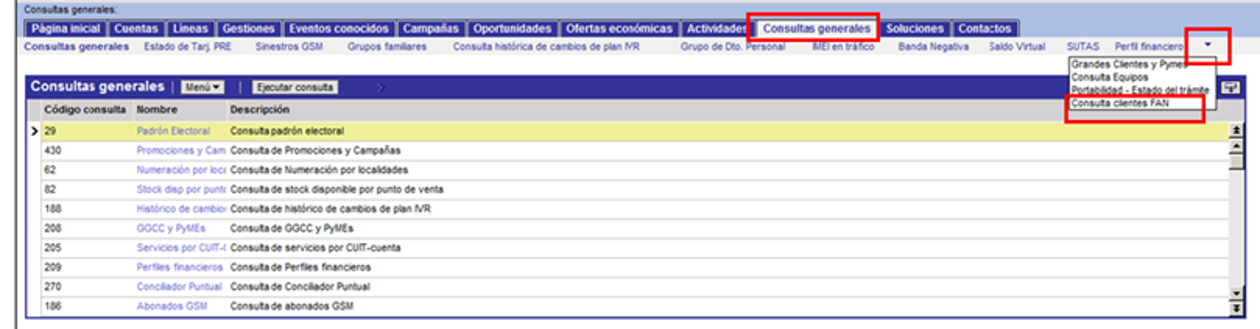 Consultas generales:
Página inicial Cuentas Líneas Gestiones Eventos conocidos Campañas Oportunidades Ofertas económicas Actividades Consultas generales Soluciones Contactos
Consultas generales Estado de Tarj. PRE Sinestros GSM Grupos familiares Consulta histórica de cambios de plan IVR Grupo de Dto. Personal IMEI en tráfico Banda Negativa Saldo Virtual SUTAS Perfil financiero
Grandes Clientes y Pymes
Consulta Equipos
Portabilidad - Estado del trámite
Consulta clientes FAN
Consultas generales Menú Ejecutar consulta
Código consulta Nombre Descripción
29 Padrón Electoral Consulta padrón electoral
430 Promociones y Cam Consulta de Promociones y Campañas
62 Numeración por loca Consulta de Numeración por localidades
82 Stock disp por punto Consulta de stock disponible por punto de venta
188 Histórico de cambios Consulta de histórico de cambios de plan IVR
208 GGCC y PyMEs Consulta de GGCC y PyMEs
205 Servicios por CUIT-( Consulta de servicios por CUIT-cuenta
209 Perfiles financieros Consulta de Perfiles financieros
270 Conciliador Puntual Consulta de Conciliador Puntual
186 Abonados GSM Consulta de abonados GSM